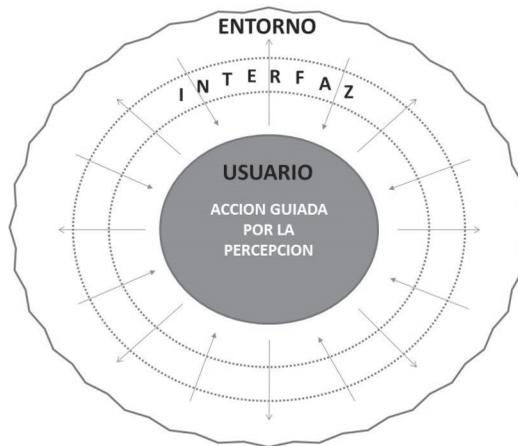 ENTORNO
INTERFAZ
USUARIO
ACCION GUIADA
POR LA
PERCEPCION